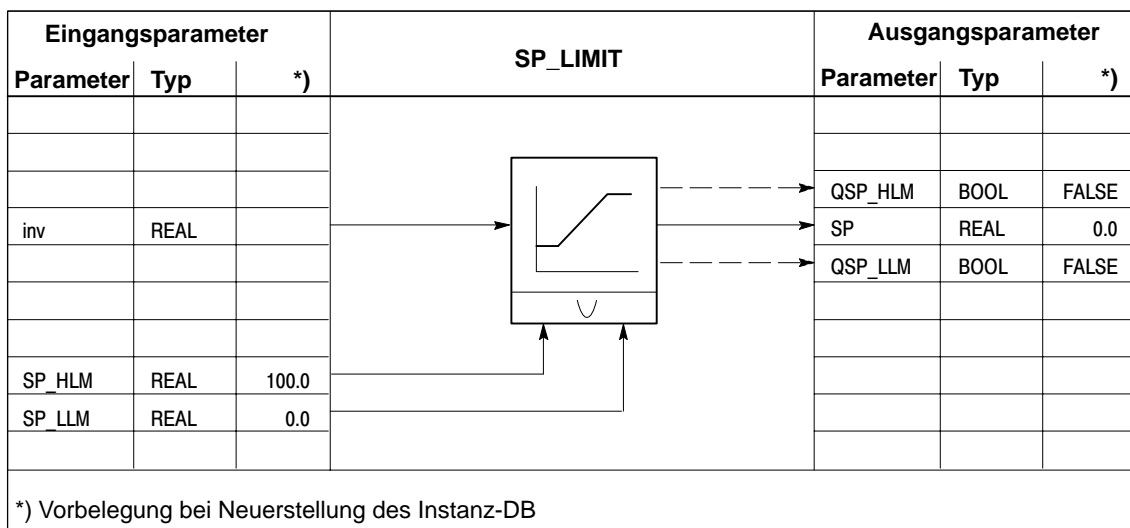 Eingangsparameter SP_LIMIT Ausgangsparameter
Parameter Typ *) Parameter Typ *)
QSP_HLM BOOL FALSE
inv REAL SP REAL 0.0
QSP_LLM BOOL FALSE
SP_HLM REAL 100.0
SP_LLM REAL 0.0
*) Vorbelegung bei Neuerstellung des Instanz-DB